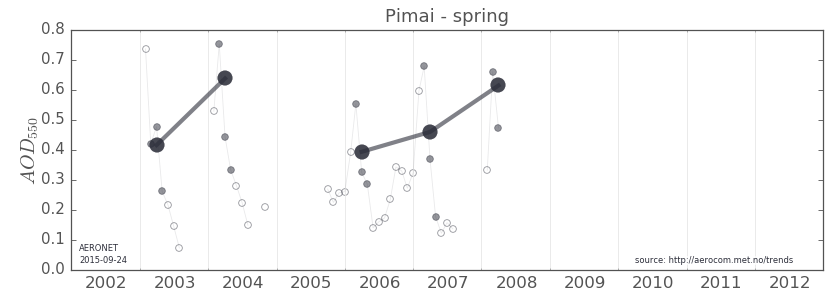 Pimai - spring
0.8
0.7
0.6
0.5
0.4
0.3
0.2
0.1
0.0
AOD550
AERONET
2015-09-24
source: http://aerocom.met.no/trends
2002 2003 2004 2005 2006 2007 2008 2009 2010 2011 2012